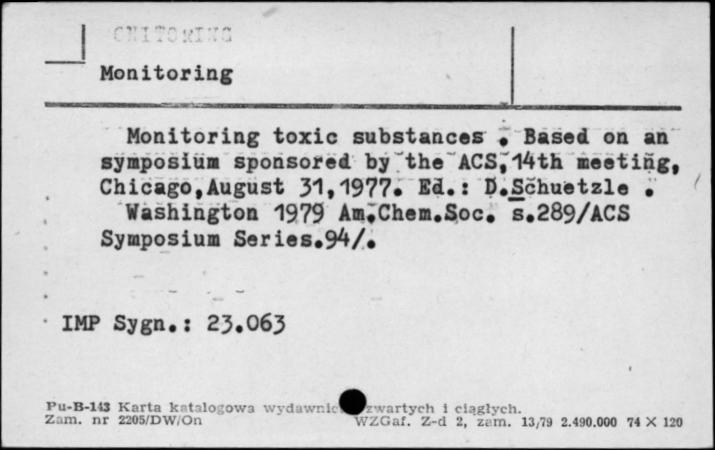 ONITORING
Monitoring
Monitoring toxic substances . Based on an
symposium sponsored by the ACS, 14th meeting,
Chicago,August 31,1977. Ed.: D.Schuetzle .
Washington 1979 Am.Chem.Soc. s.289/ACS
Symposium Series.94/.
IMP Sygn.: 23.063
Pu-B-143 Karta katalogowa wydawnic zwartych i ciągłych.
Zam. nr 2205/DW/On WZGaf. Z-d 2, zam. 13/79 2.490.000 74 X 120